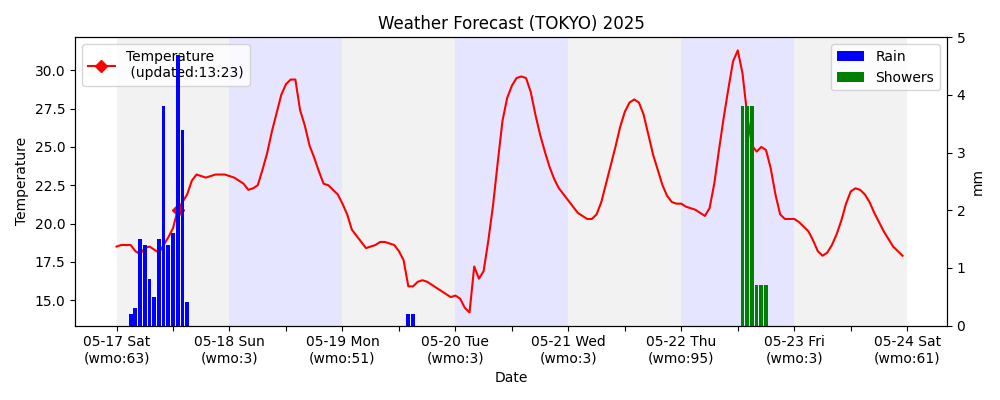 Weather Forecast (TOKYO) 2025
Temperature
(updated:13:23)
Rain
Showers
Temperature
30.0
27.5
25.0
22.5
20.0
17.5
15.0
5
4
3
2
1
0
mm
05-17 Sat
(wmo:63)
05-18 Sun
(wmo:3)
05-19 Mon
(wmo:51)
05-20 Tue
(wmo:3)
05-21 Wed
(wmo:3)
05-22 Thu
(wmo:95)
05-23 Fri
(wmo:3)
05-24 Sat
(wmo:61)
Date